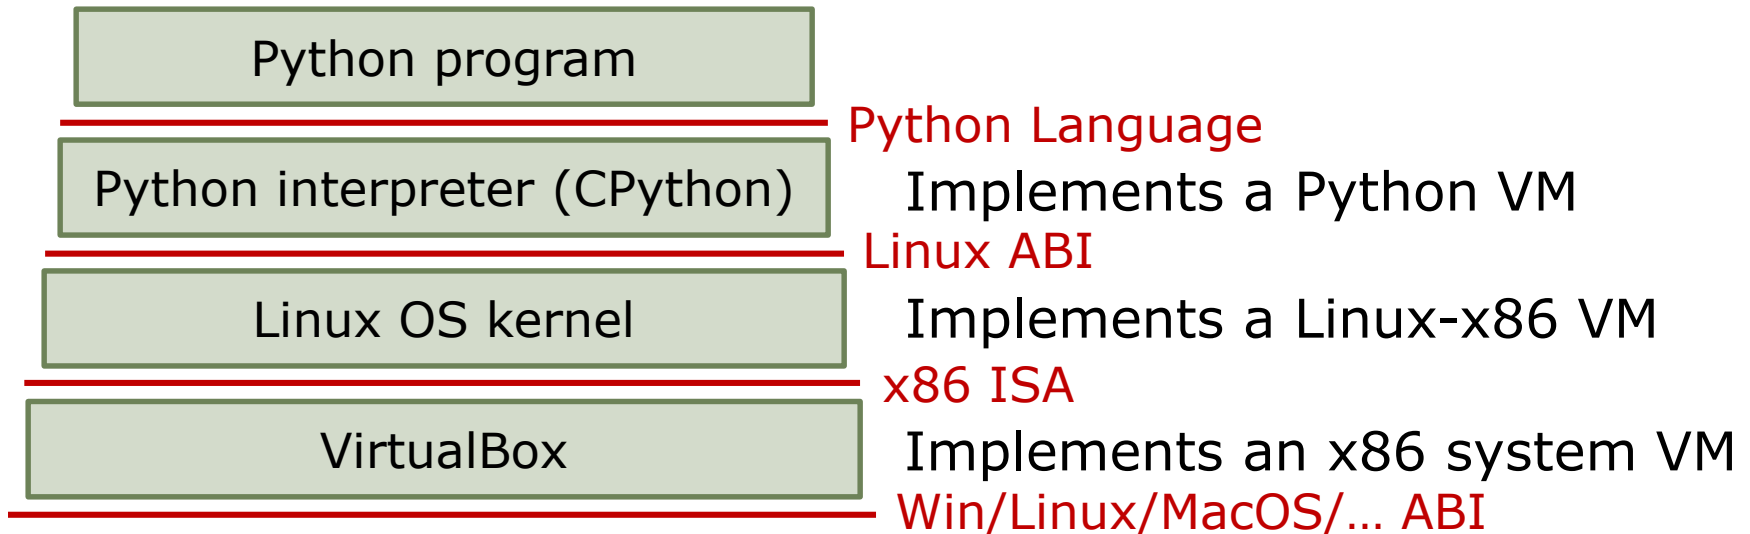 Python program
Python Language
Python interpreter (CPython)
Implements a Python VM
Linux ABI
Linux OS kernel
Implements a Linux-x86 VM
x86 ISA
VirtualBox
Implements an x86 system VM
Win/Linux/MacOS/… ABI